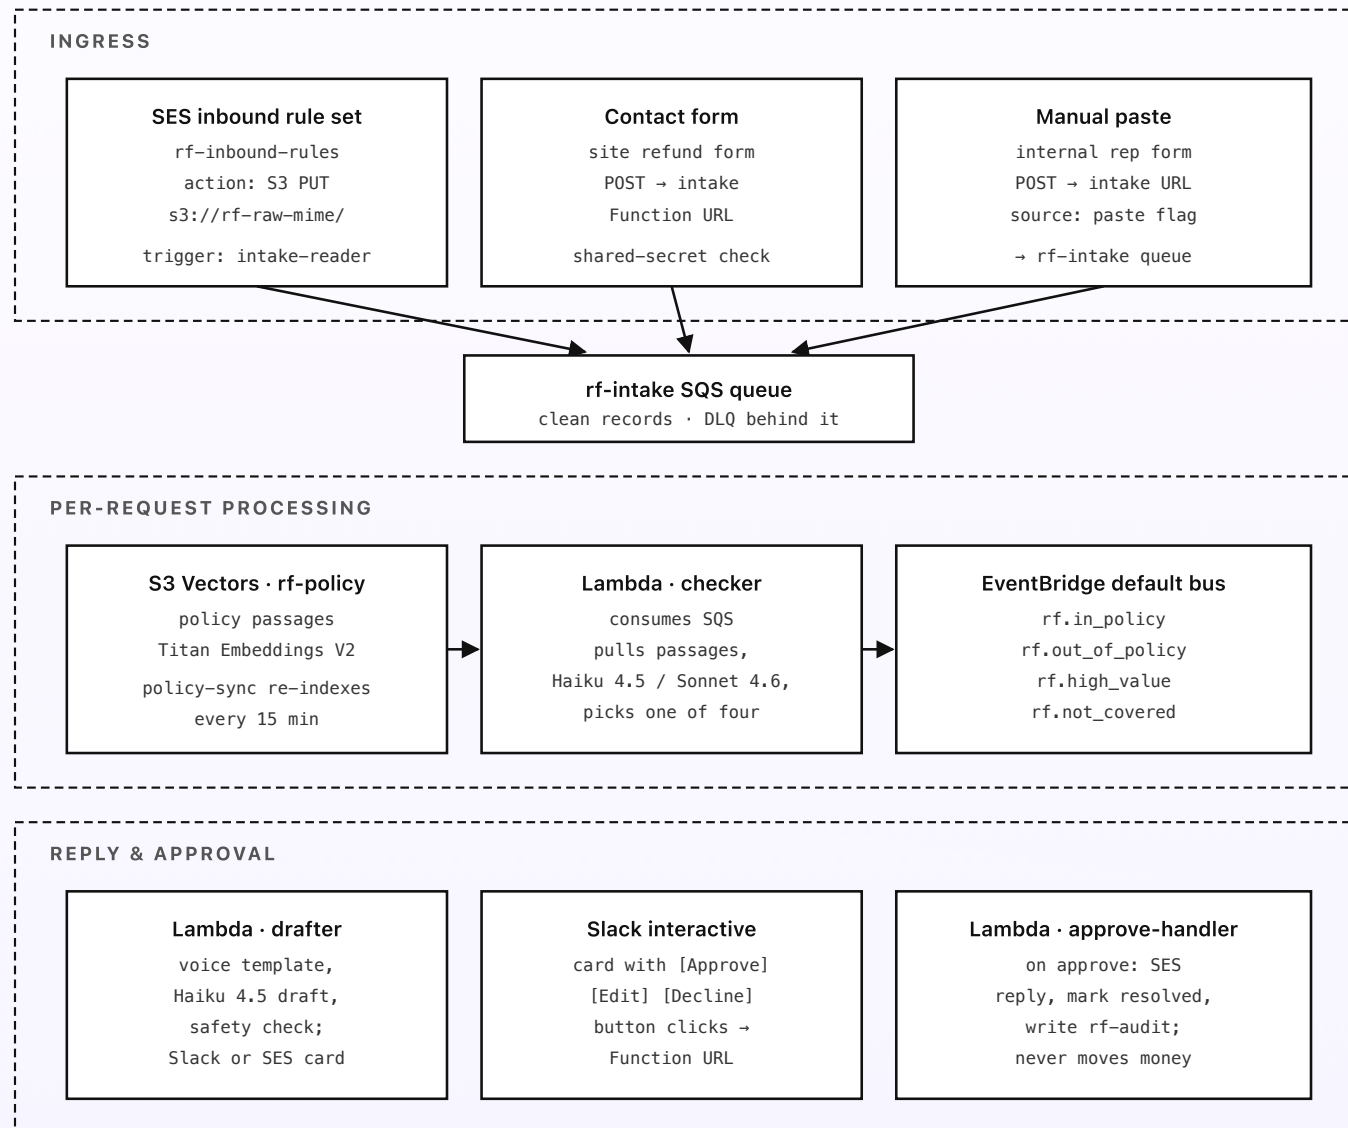 INGRESS
SES inbound rule set
rf-inbound-rules
action: S3 PUT
s3://rf-raw-mime/
trigger: intake-reader
Contact form
site refund form
POST → intake
Function URL
shared-secret check
Manual paste
internal rep form
POST → intake URL
source: paste flag
→ rf-intake queue
rf-intake SQS queue
clean records · DLQ behind it
PER-REQUEST PROCESSING
S3 Vectors · rf-policy
policy passages
Titan Embeddings V2
policy-sync re-indexes
every 15 min
Lambda · checker
consumes SQS
pulls passages,
Haiku 4.5 / Sonnet 4.6,
picks one of four
EventBridge default bus
rf.in_policy
rf.out_of_policy
rf.high_value
rf.not_covered
REPLY & APPROVAL
Lambda · drafter
voice template,
Haiku 4.5 draft,
safety check;
Slack or SES card
Slack interactive
card with [Approve]
[Edit] [Decline]
button clicks →
Function URL
Lambda · approve-handler
on approve: SES
reply, mark resolved,
write rf-audit;
never moves money